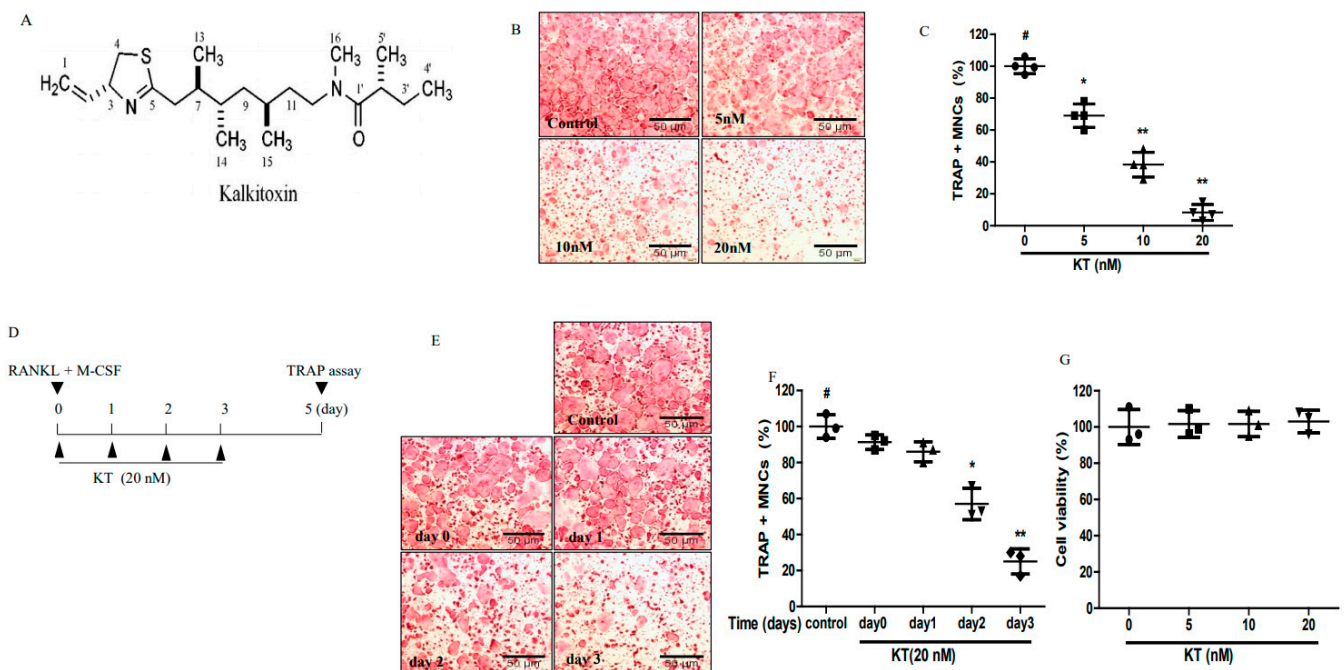 A
1
H2C
4
S
3
N
5
13
7
14
9
15
11
16
CH3
N
1'
O
5'
CH3
3'
4'
CH3
CH3
CH3
CH3
Kalkitoxin
B
Control
50 µm
5nM
50 µm
10nM
50 µm
20nM
50 µm
C
TRAP + MNCs (%)
120
100
80
60
40
20
0
#
*
**
**
0 5 10 20
KT (nM)
D
RANKL + M-CSF
TRAP assay
0 1 2 3 5 (day)
KT (20 nM)
E
Control
50 µm
day 0
50 µm
day 1
50 µm
day 2
50 µm
day 3
50 µm
F
TRAP + MNCs (%)
120
100
80
60
40
20
0
#
*
**
Time (days) control day0 day1 day2 day3
KT(20 nM)
G
Cell viability (%)
120
100
80
60
40
20
0
0 5 10 20
KT (nM)